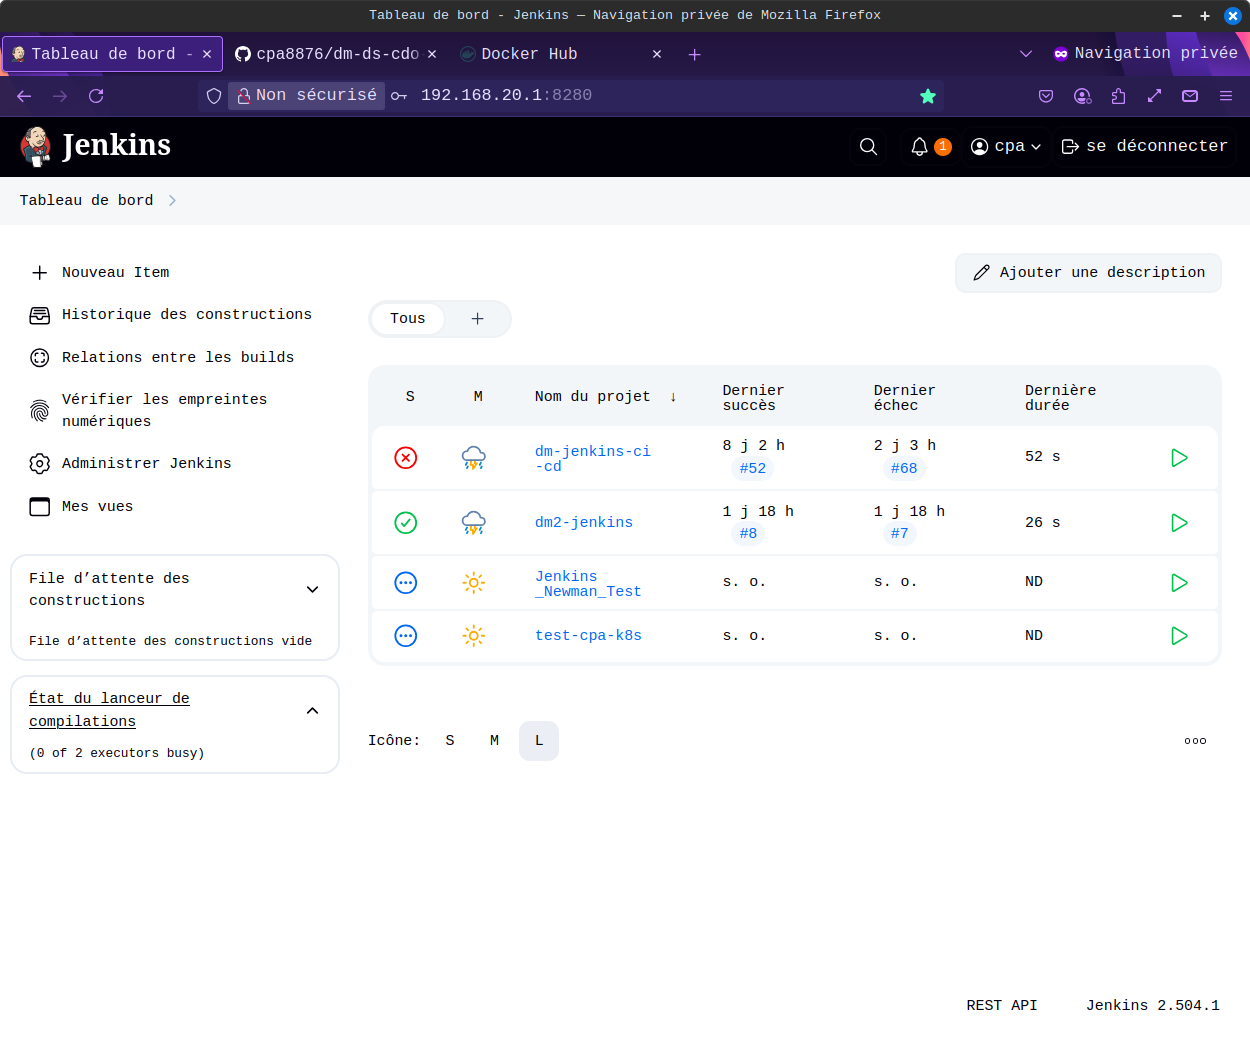 Tableau de bord - Jenkins — Navigation privée de Mozilla Firefox
Tableau de bord -
cpa8876/dm-ds-cdo
Docker Hub
Navigation privée
Non sécurisé
192.168.20.1:8280
Jenkins
1
cpa
se déconnecter
Tableau de bord
Nouveau Item
Historique des constructions
Relations entre les builds
Vérifier les empreintes
numériques
Administrer Jenkins
Mes vues
File d’attente des
constructions
File d’attente des constructions vide
État du lanceur de
compilations
(0 of 2 executors busy)
Ajouter une description
Tous
S M Nom du projet ↓ Dernier succès Dernier échec Dernière durée
dm-jenkins-ci
-cd
8 j 2 h
#52
2 j 3 h
#68
52 s
dm2-jenkins
1 j 18 h
#8
1 j 18 h
#7
26 s
Jenkins
_Newman_Test
s. o.
s. o.
ND
test-cpa-k8s
s. o.
s. o.
ND
Icône: S M L
REST API
Jenkins 2.504.1